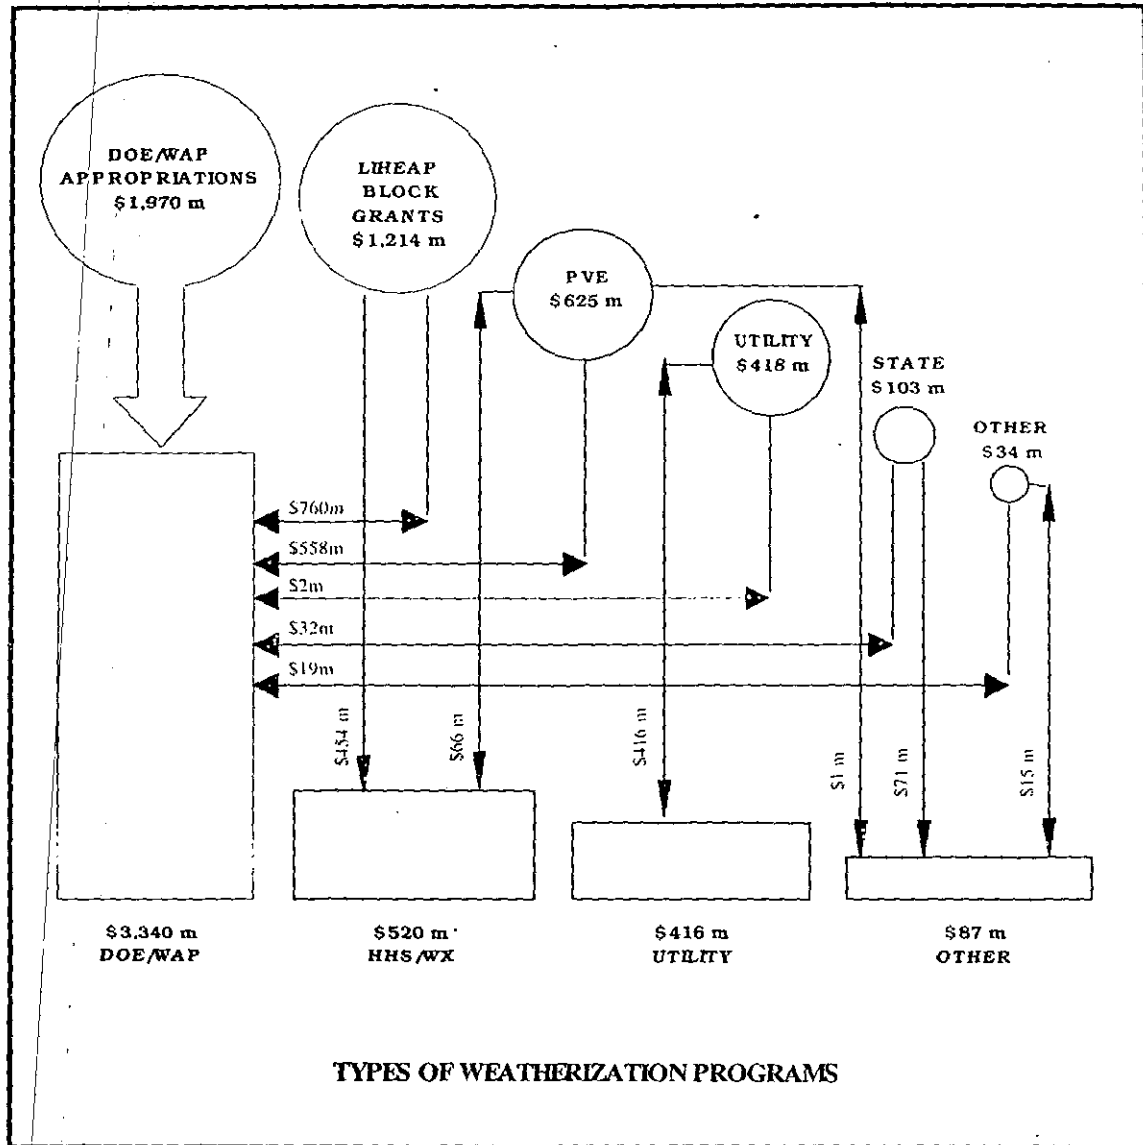 DOE/WAP
APPROPRIATIONS
$1,970 m
LIHEAP
BLOCK
GRANTS
$1,214 m
PVE
$625 m
UTILITY
$418 m
STATE
$103 m
OTHER
$34 m
$760m
$558m
$2m
$32m
$19m
$454 m
$66 m
$416 m
$1 m
$71 m
$15 m
$3,340 m
DOE/WAP
$520 m
HHS/WX
$416 m
UTILITY
$87 m
OTHER
TYPES OF WEATHERIZATION PROGRAMS